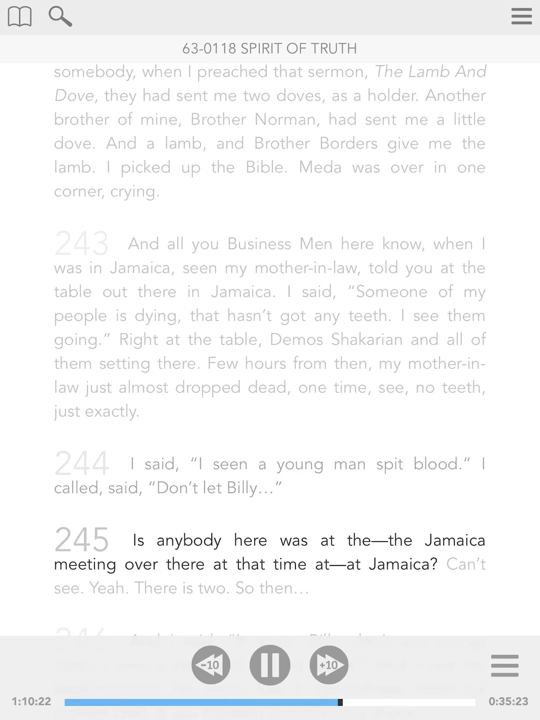 63-0118 SPIRIT OF TRUTH
somebody, when I preached that sermon, The Lamb And
Dove, they had sent me two doves, as a holder. Another
brother of mine, Brother Norman, had sent me a little
dove. And a lamb, and Brother Borders give me the
lamb. I picked up the Bible. Meda was over in one
corner, crying.
243 And all you Business Men here know, when I
was in Jamaica, seen my mother-in-law, told you at the
table out there in Jamaica. I said, “Someone of my
people is dying, that hasn’t got any teeth. I see them
going.” Right at the table, Demos Shakarian and all of
them setting there. Few hours from then, my mother-in-
law just almost dropped dead, one time, see, no teeth,
just exactly.
244 I said, “I seen a young man spit blood.” I
called, said, “Don’t let Billy…”
245 Is anybody here was at the—the Jamaica
meeting over there at that time at—at Jamaica? Can’t
see. Yeah. There is two. So then…
246
-10
+10
1:10:22
0:35:23